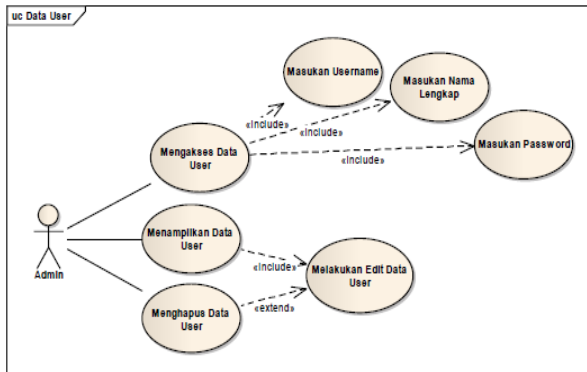 uc Data User
Masukan Username
Masukan Nama
Lengkap
«include»
«include»
Masukan Password
Mengakses Data
User
«include»
Menampilkan Data
User
Admin
«include»
Melakukan Edit Data
User
Menghapus Data
User
«extend»